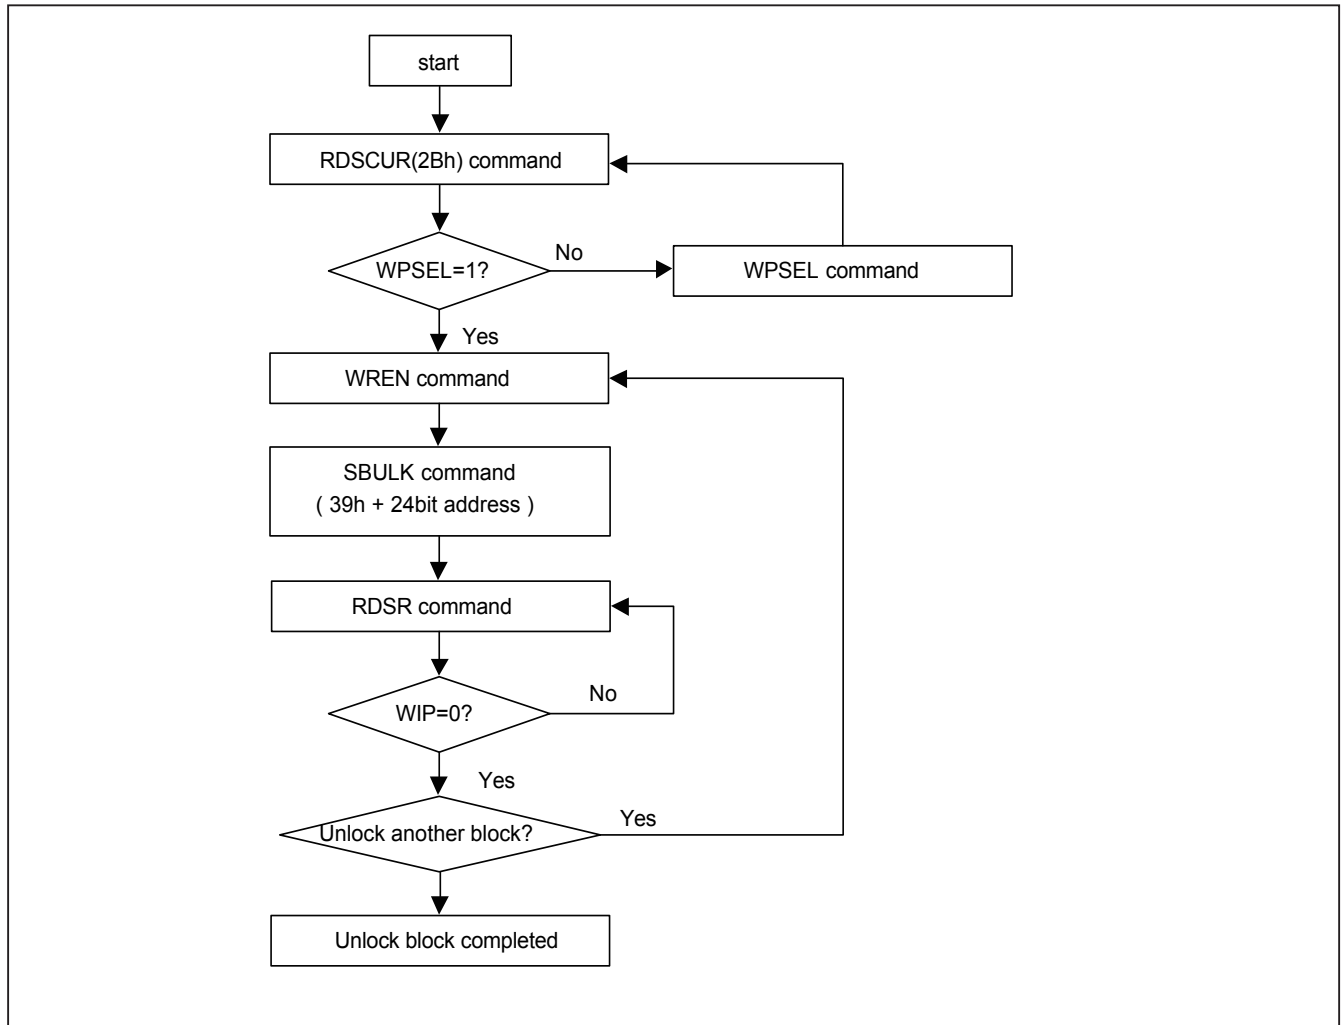 start
RDSCUR(2Bh) command
WPSEL=1?
No
WPSEL command
Yes
WREN command
SBULK command
( 39h + 24bit address )
RDSR command
WIP=0?
No
Yes
Unlock another block?
Yes
Unlock block completed